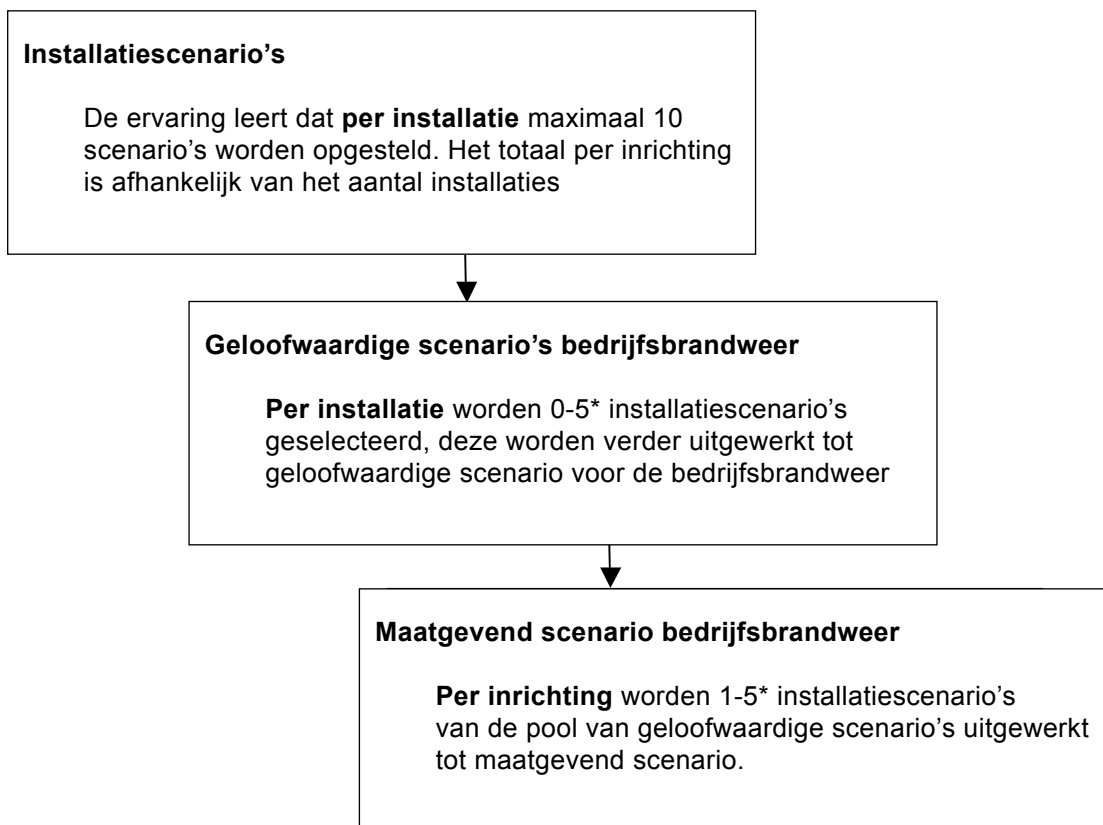 Installatiescenario’s
De ervaring leert dat per installatie maximaal 10
scenario’s worden opgesteld. Het totaal per inrichting
is afhankelijk van het aantal installaties
Geloofwaardige scenario’s bedrijfsbrandweer
Per installatie worden 0-5* installatiescenario’s
geselecteerd, deze worden verder uitgewerkt tot
geloofwaardige scenario voor de bedrijfsbrandweer
Maatgevend scenario bedrijfsbrandweer
Per inrichting worden 1-5* installatiescenario’s
van de pool van geloofwaardige scenario’s uitgewerkt
tot maatgevend scenario.